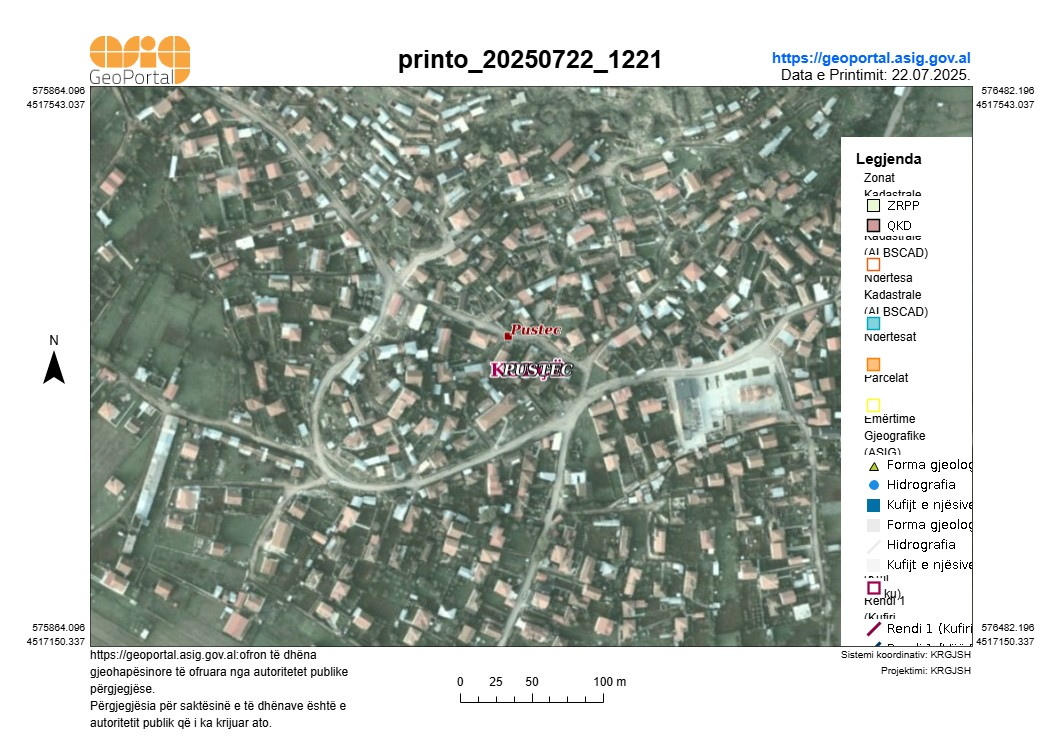 GeoPortal
printo_20250722_1221
https://geoportal.asig.gov.al
Data e Printimit: 22.07.2025.
575864.096
4517543.037
576482.196
4517543.037
Legjenda
Zonat
Kadastrale
ZRPP
QKD
Kadastrale
(ALBSCAD)
Ndertesa
Kadastrale
(ALBSCAD)
Ndertesat
Parcelat
Emërtime
Gjeografike
(ASIG)
Forma gjeolog
Hidrografia
Kufijt e njësive
Forma gjeolog
Hidrografia
Kufijt e njësive
ku)
Rendi 1
(Kufiri
Rendi 1 (Kufiri
N
Pustec
PUSTEC
575864.096
4517150.337
576482.196
4517150.337
https://geoportal.asig.gov.al:ofron të dhëna
gjeohapësinore të ofruara nga autoritetet publike
përgjegjëse.
Përgjegjësia për saktësinë e të dhënave është e
autoritetit publik që i ka krijuar ato.
0 25 50 100 m
Sistemi koordinativ: KRGJSH
Projektimi: KRGJSH